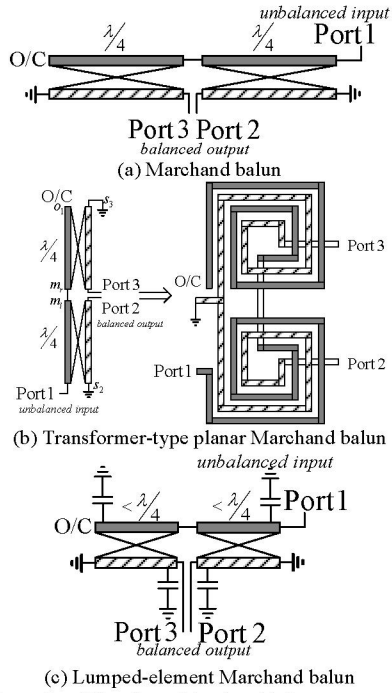 unbalanced input
λ/4 λ/4 Port1
O/C
Port 3 Port 2
balanced output
(a) Marchand balun
O/C
o₁ s₃
λ/4
Port 3
Port 3
m₁
O/C
m₁ Port 2
balanced output
λ/4
Port 1
Port 2
s₂
Port1
unbalanced input
(b) Transformer-type planar Marchand balun
unbalanced input
< λ/4 < λ/4 Port1
O/C
Port 3 Port 2
balanced output
(c) Lumped-element Marchand balun